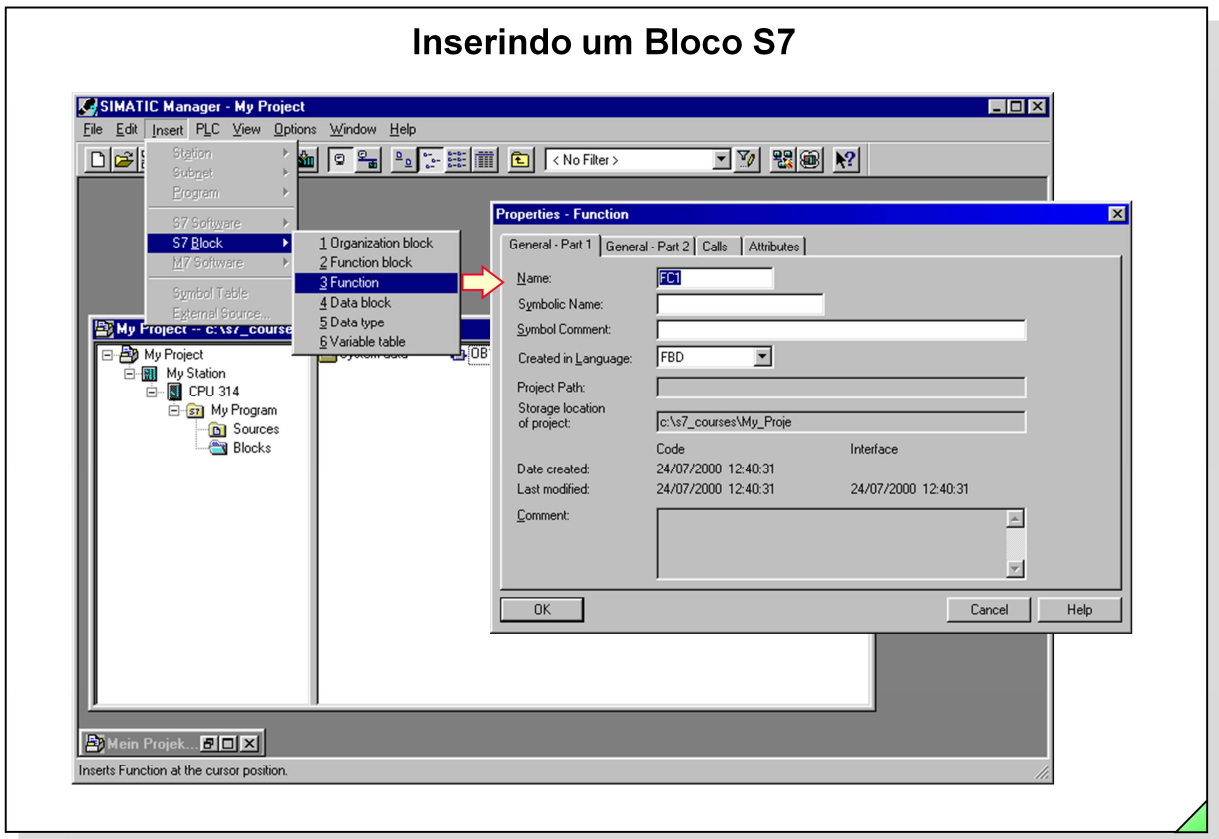 Inserindo um Bloco S7
SIMATIC Manager - My Project
File Edit Insert PLC View Options Window Help
< No Filter >
Station
Subnet
Program
S7 Software
S7 Block
M7 Software
Symbol Table
External Source...
1 Organization block
2 Function block
3 Function
4 Data block
5 Data type
6 Variable table
My Project -- c:\s7_course
My Project
My Station
CPU 314
S7 My Program
Sources
Blocks
System data
OB
Properties - Function
General - Part 1 General - Part 2 Calls Attributes
Name: FC1
Symbolic Name:
Symbol Comment:
Created in Language: FBD
Project Path:
Storage location
of project: c:\s7_courses\My_Proje
Code Interface
Date created: 24/07/2000 12:40:31
Last modified: 24/07/2000 12:40:31 24/07/2000 12:40:31
Comment:
OK Cancel Help
Mein Projek...
Inserts Function at the cursor position.